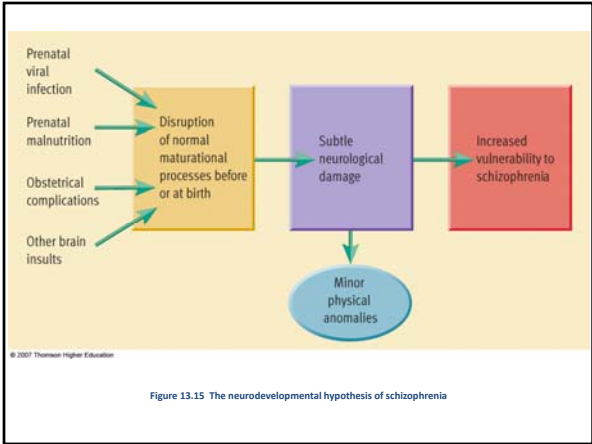 Prenatal
viral
infection
Prenatal
malnutrition
Obstetrical
complications
Other brain
insults
Disruption
of normal
maturational
processes before
or at birth
Subtle
neurological
damage
Increased
vulnerability to
schizophrenia
Minor
physical
anomalies
© 2007 Thomson Higher Education
Figure 13.15 The neurodevelopmental hypothesis of schizophrenia